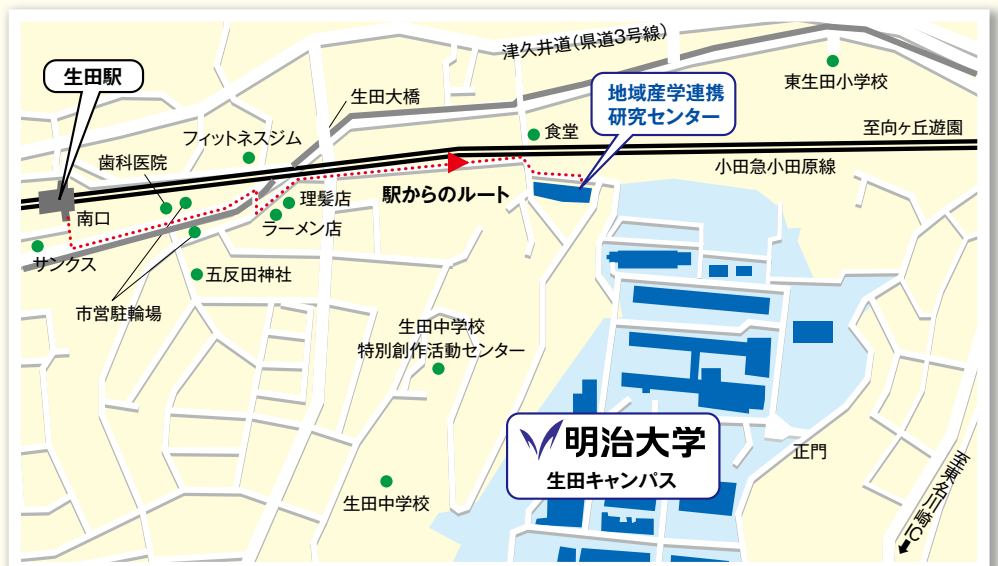 津久井道（県道3号線）
生田駅
東生田小学校
地域産学連携
研究センター
生田大橋
フィットネスジム
食堂
至向ヶ丘遊園
歯科医院
小田急小田原線
理髪店
駅からのルート
南口
ラーメン店
サンクス
五反田神社
市営駐輪場
生田中学校
特別創作活動センター
明治大学
生田キャンパス
正門
至東名川崎IC
生田中学校